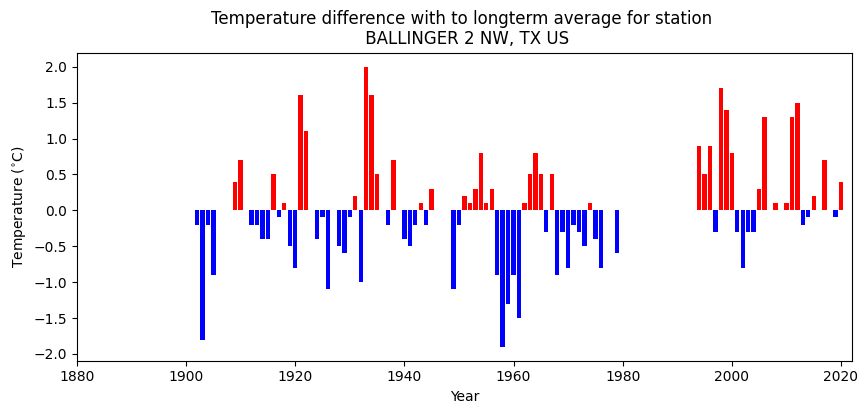 Temperature difference with to longterm average for station
BALLINGER 2 NW, TX US
2.0
1.5
1.0
0.5
0.0
−0.5
−1.0
−1.5
−2.0
Temperature (°C)
1880 1900 1920 1940 1960 1980 2000 2020
Year